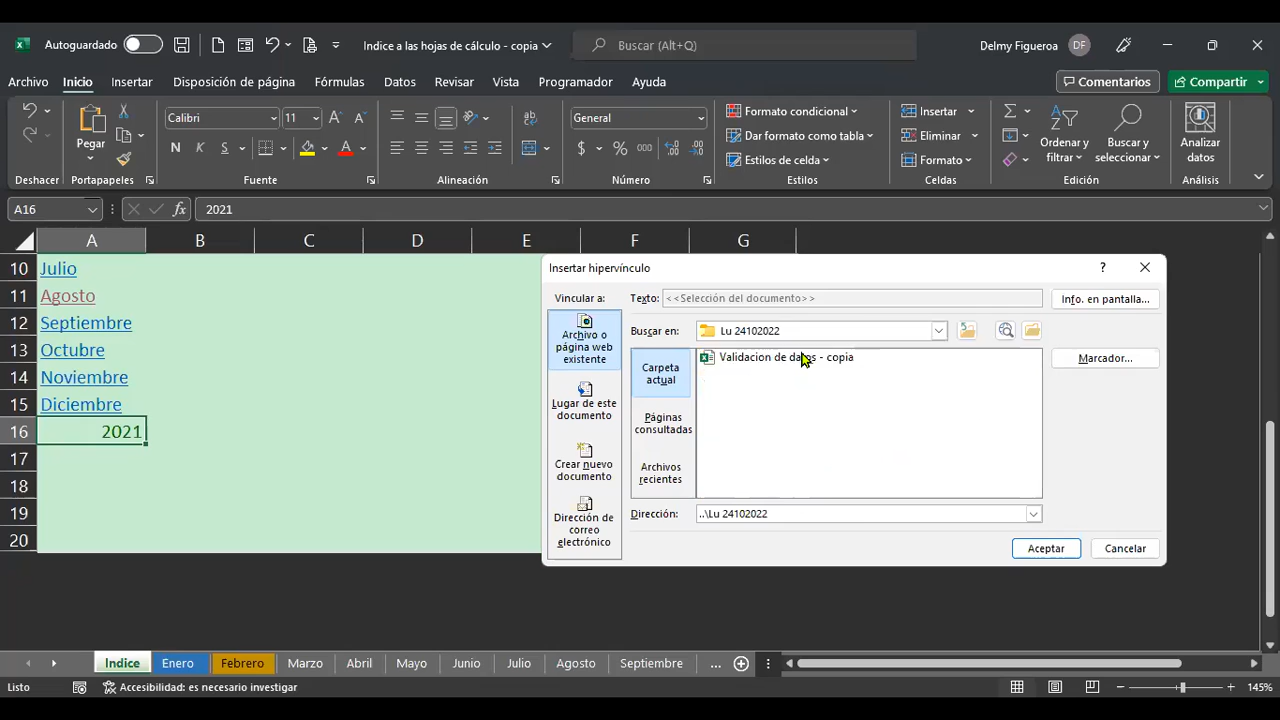 Autoguardado
Indice a las hojas de cálculo - copia
Buscar (Alt+Q)
Delmy Figueroa
DF
Archivo Inicio Insertar Disposición de página Fórmulas Datos Revisar Vista Programador Ayuda
Comentarios
Compartir
Pegar
Calibri 11
N K S
General
$ % 000
Formato condicional
Dar formato como tabla
Estilos de celda
Insertar
Eliminar
Formato
Ordenar y filtrar
Buscar y seleccionar
Analizar datos
Deshacer Portapapeles Fuente Alineación Número Estilos Celdas Edición Análisis
A16 fx 2021
A B C D E F G
10 Julio
11 Agosto
12 Septiembre
13 Octubre
14 Noviembre
15 Diciembre
16 2021
17
18
19
20
Insertar hipervínculo
?
Vincular a:
Texto: <<Selección del documento>>
Info. en pantalla...
Archivo o página web existente
Lugar de este documento
Crear nuevo documento
Dirección de correo electrónico
Buscar en: Lu 24102022
Carpeta actual
Páginas consultadas
Archivos recientes
Validacion de datos - copia
Marcador...
Dirección: ..\Lu 24102022
Aceptar
Cancelar
Indice Enero Febrero Marzo Abril Mayo Junio Julio Agosto Septiembre ...
Listo
Accesibilidad: es necesario investigar
145%